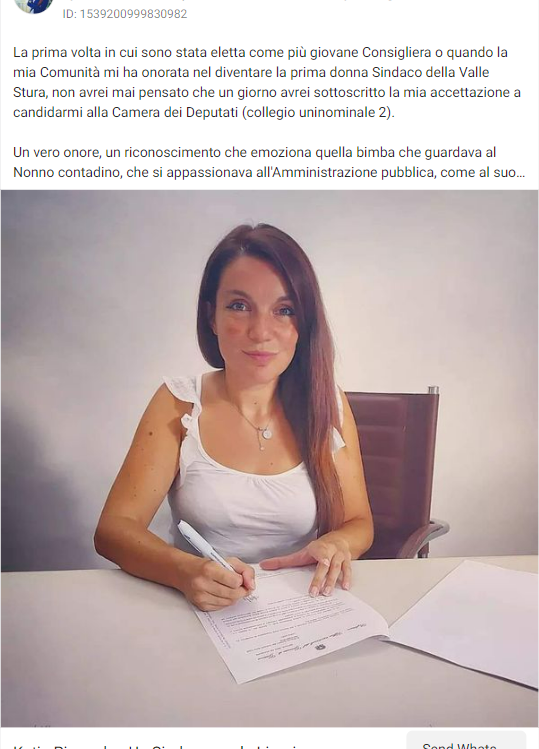 ID: 1539200999830982
La prima volta in cui sono stata eletta come più giovane Consigliera o quando la
mia Comunità mi ha onorata nel diventare la prima donna Sindaco della Valle
Stura, non avrei mai pensato che un giorno avrei sottoscritto la mia accettazione a
candidarmi alla Camera dei Deputati (collegio uninominale 2).
Un vero onore, un riconoscimento che emoziona quella bimba che guardava al
Nonno contadino, che si appassionava all'Amministrazione pubblica, come al suo...